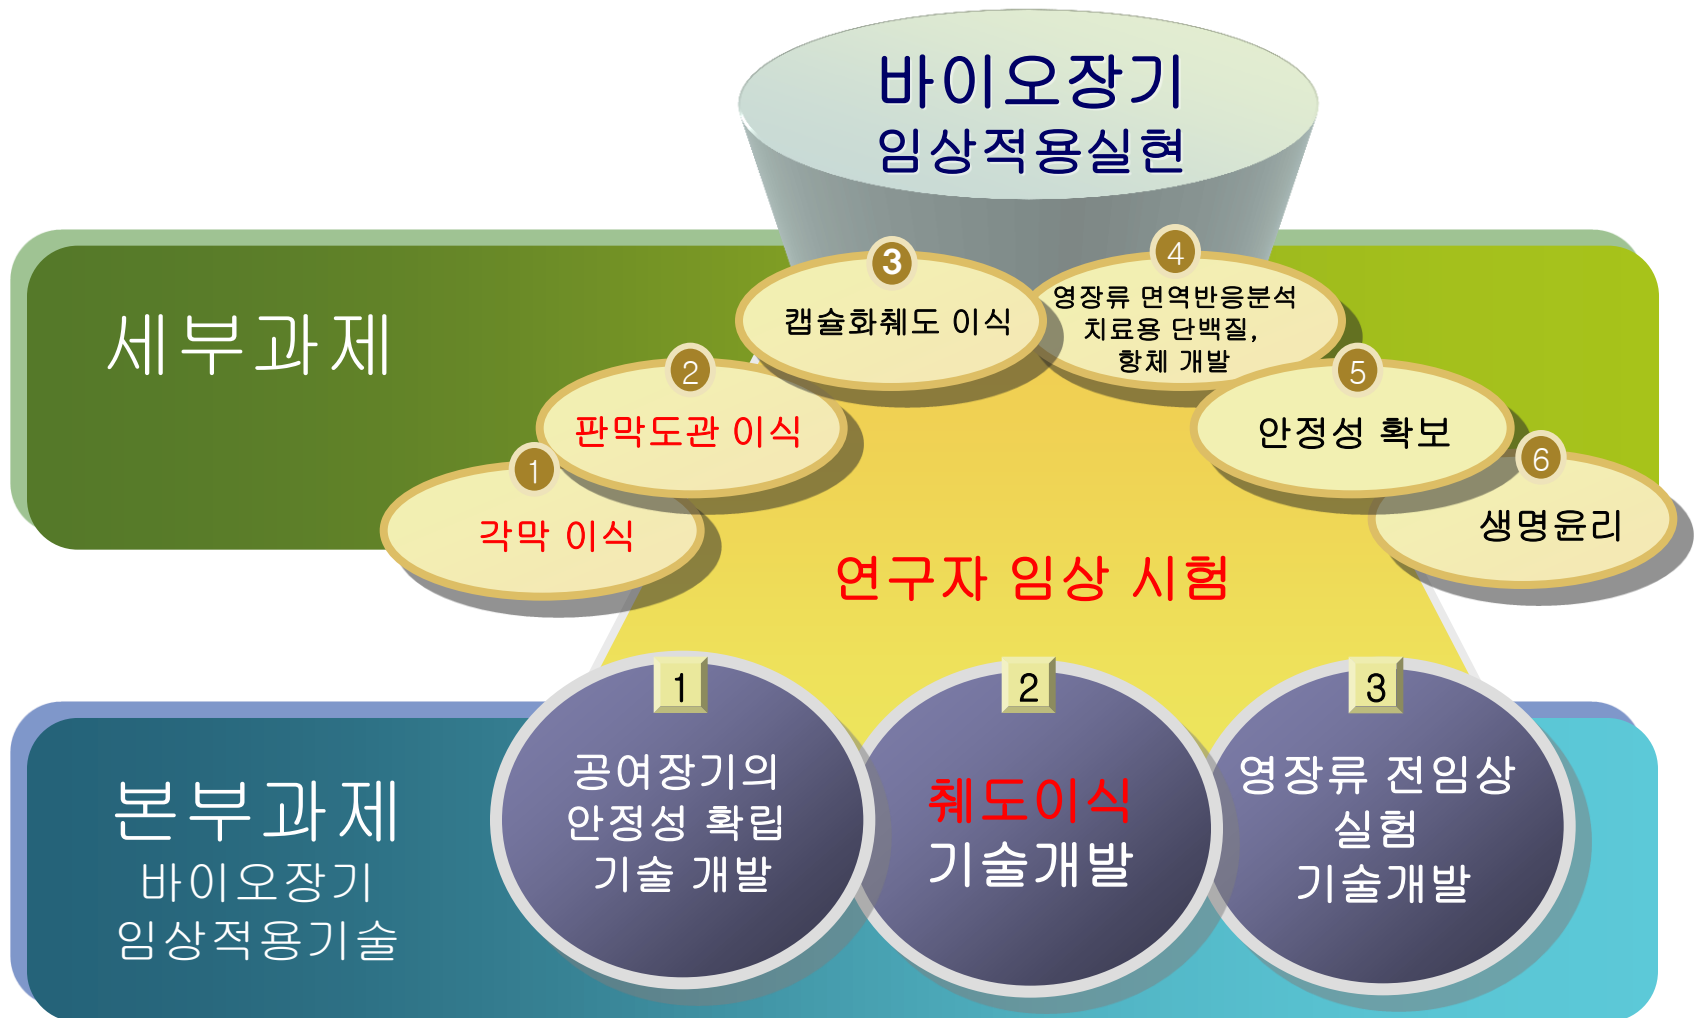 바이오장기
임상적용실현
세부과제
1
각막 이식
2
판막도관 이식
3
캡슐화췌도 이식
4
영장류 면역반응분석
치료용 단백질,
항체 개발
5
안정성 확보
6
생명윤리
연구자 임상 시험
본부과제
바이오장기
임상적용기술
1
공여장기의
안정성 확립
기술 개발
2
췌도이식
기술개발
3
영장류 전임상
실험
기술개발